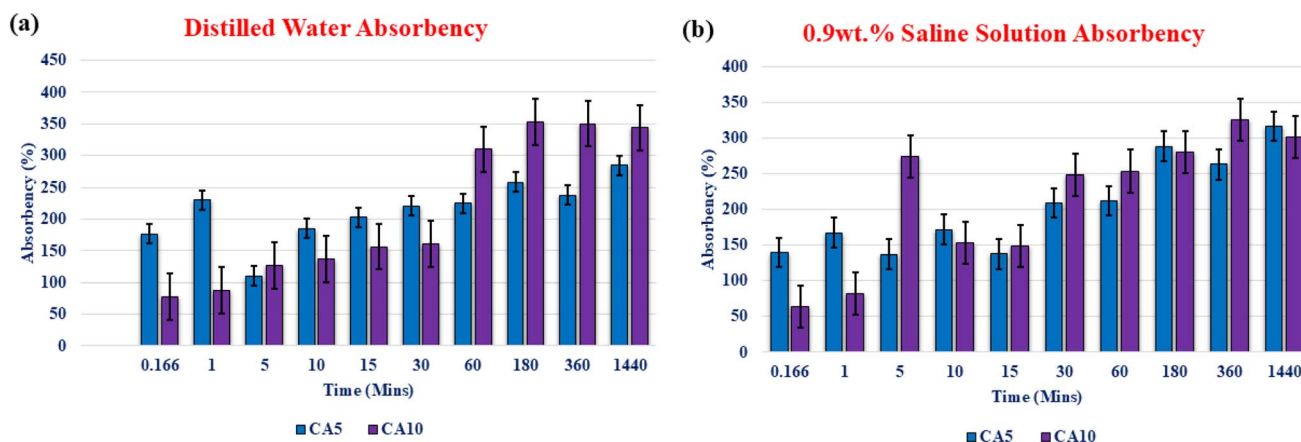 (a)
Distilled Water Absorbency
450
400
350
300
250
200
150
100
50
0
Absorbency (%)
0.166 1 5 10 15 30 60 180 360 1440
Time (Mins)
CA5 CA10
(b)
0.9wt.% Saline Solution Absorbency
400
350
300
250
200
150
100
50
0
Absorbency (%)
0.166 1 5 10 15 30 60 180 360 1440
Time (Mins)
CA5 CA10